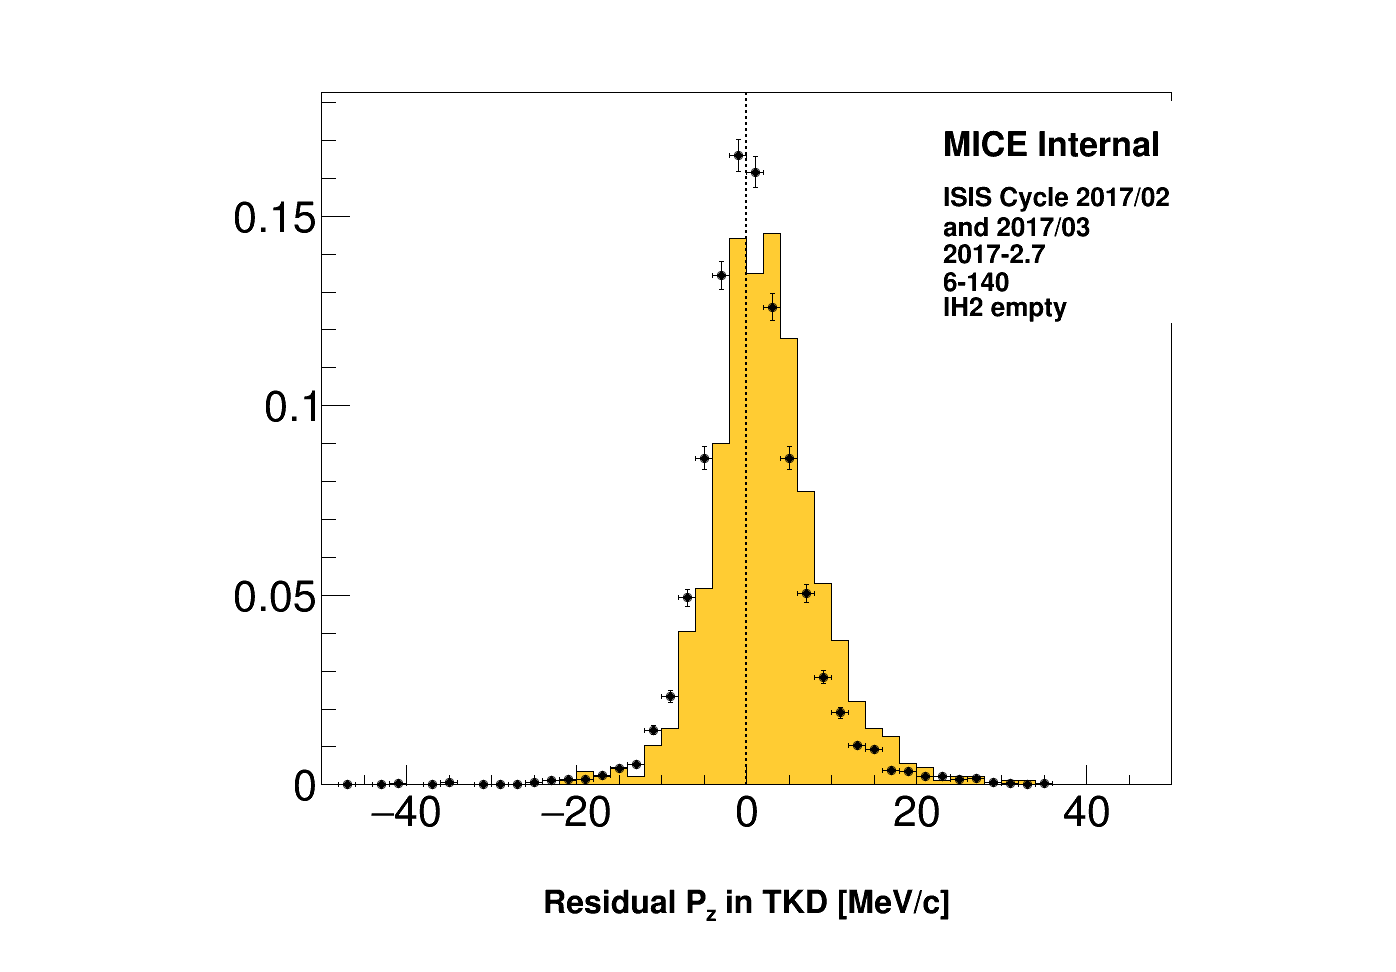 MICE Internal
ISIS Cycle 2017/02
and 2017/03
2017-2.7
6-140
lH2 empty
0.15
0.1
0.05
0
−40 −20 0 20 40
Residual Pz in TKD [MeV/c]